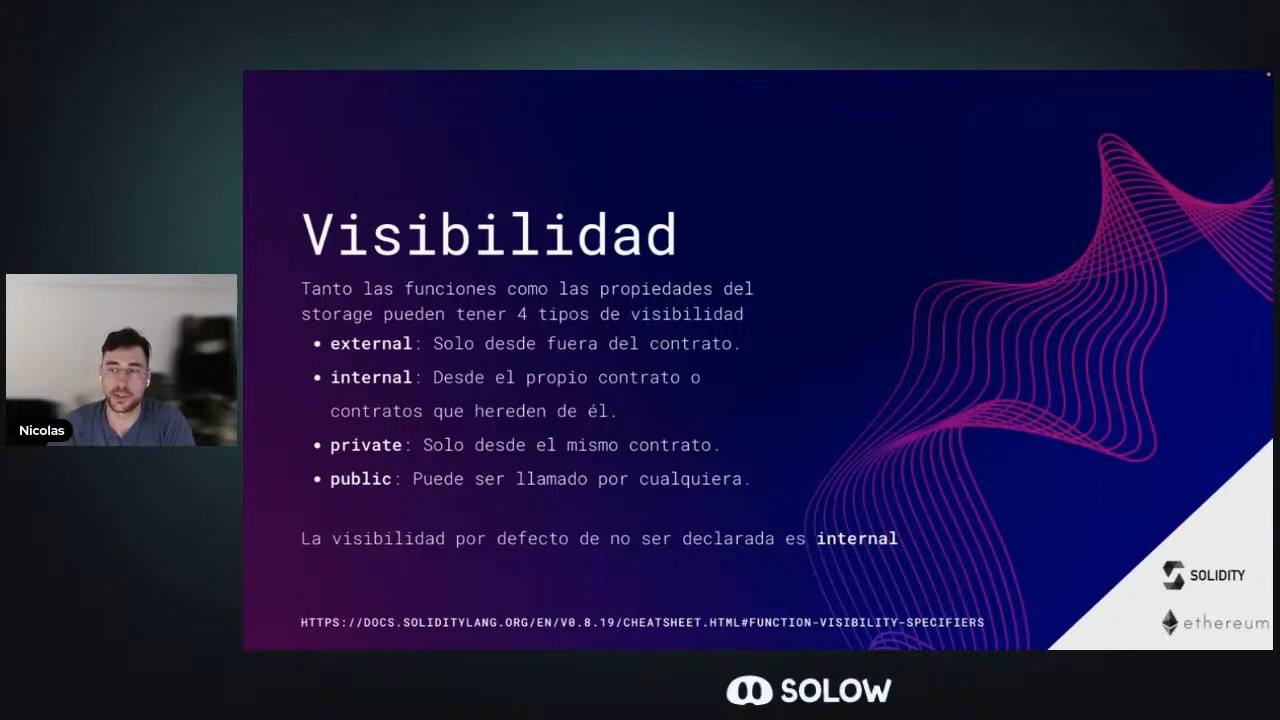 Visibilidad
Tanto las funciones como las propiedades del
storage pueden tener 4 tipos de visibilidad
• external: Solo desde fuera del contrato.
• internal: Desde el propio contrato o
contratos que hereden de él.
• private: Solo desde el mismo contrato.
• public: Puede ser llamado por cualquiera.
La visibilidad por defecto de no ser declarada es internal
HTTPS://DOCS.SOLIDITYLANG.ORG/EN/V0.8.19/CHEATSHEET.HTML#FUNCTION-VISIBILITY-SPECIFIERS
SOLIDITY
ethereum
Nicolas
SOLOW